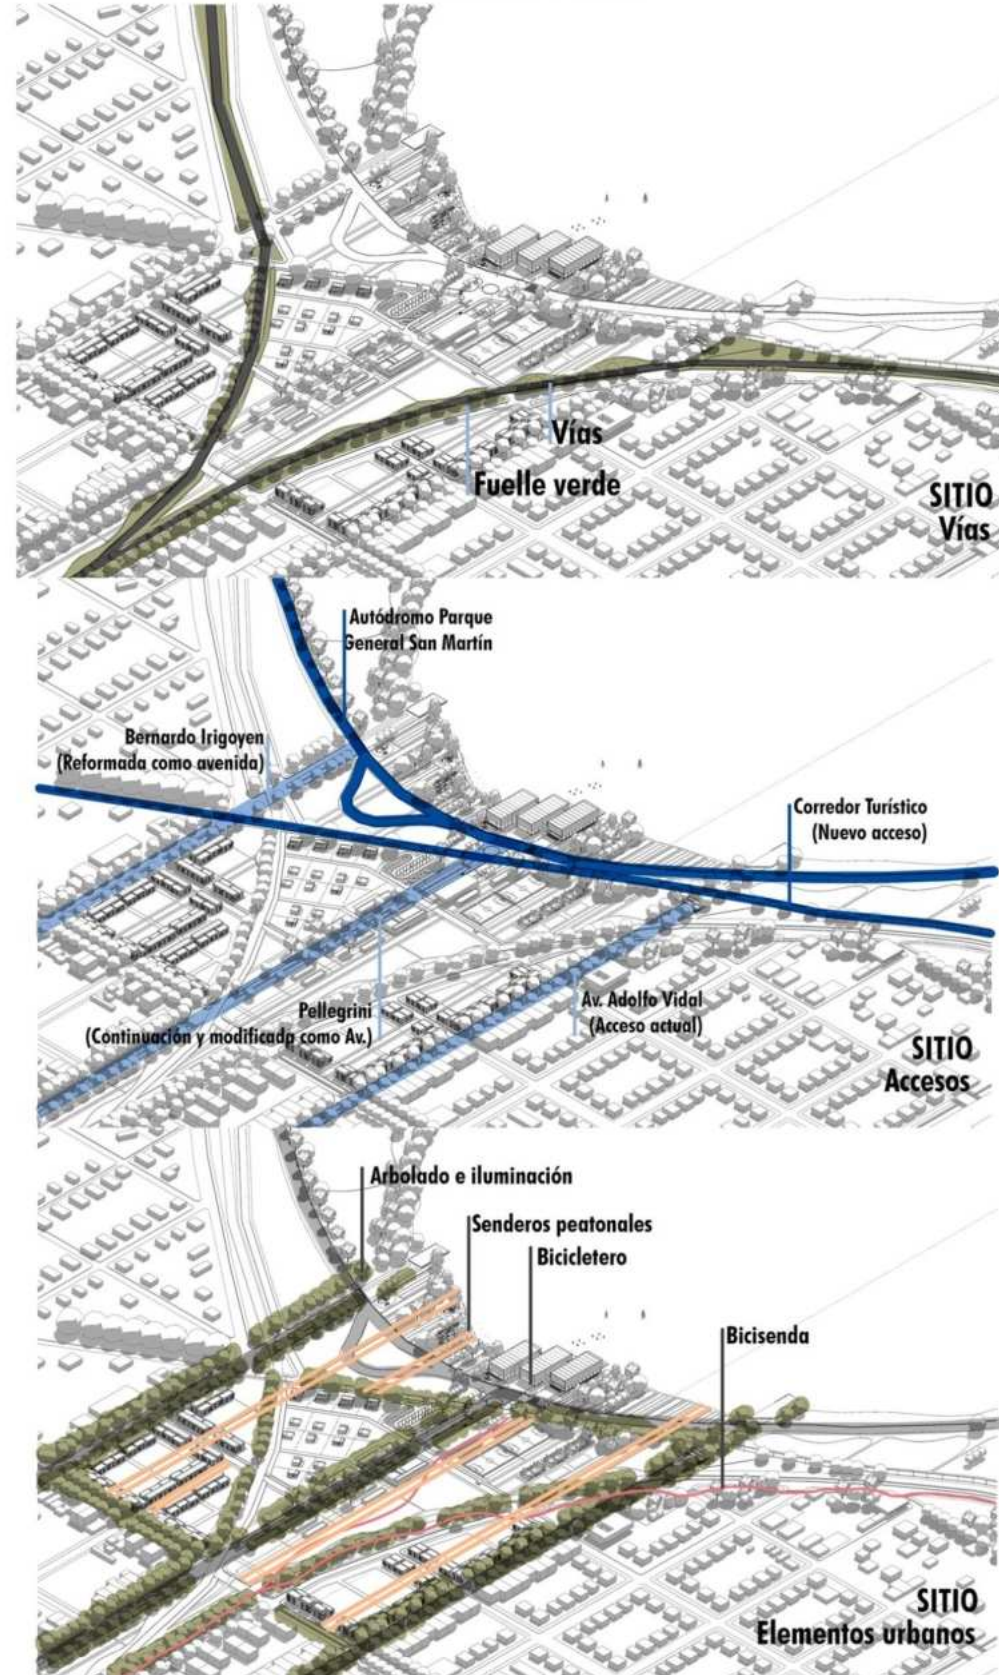 Vías
Fuelle verde
SITIO
Vías
Autódromo Parque
General San Martín
Bernardo Irigoyen
(Reformada como avenida)
Corredor Turístico
(Nuevo acceso)
Pellegrini
(Continuación y modificada como Av.)
Av. Adolfo Vidal
(Acceso actual)
SITIO
Accesos
Arbolado e iluminación
Senderos peatonales
Bicicletero
Bicisenda
SITIO
Elementos urbanos